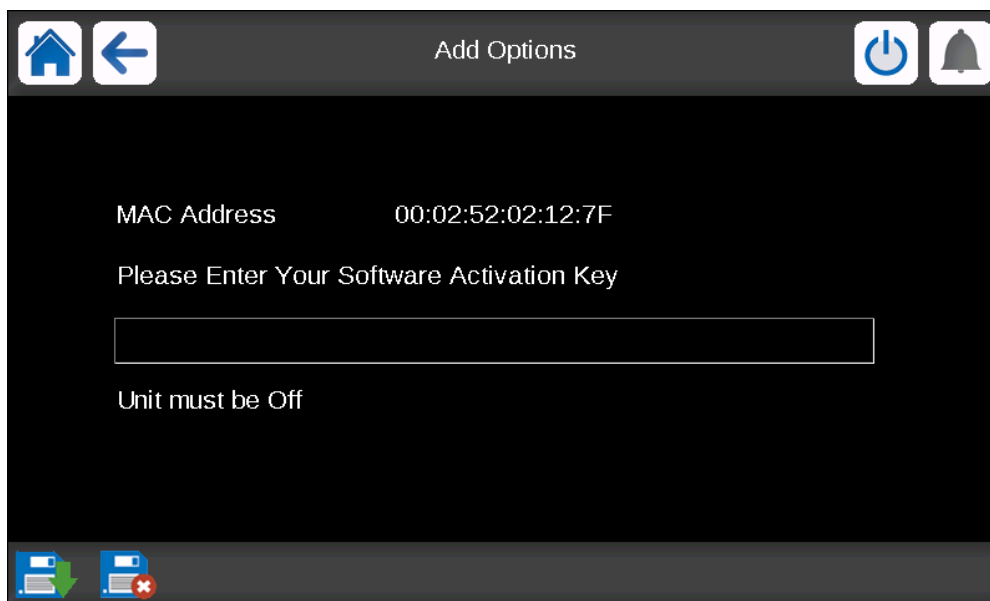 Add Options
MAC Address 00:02:52:02:12:7F
Please Enter Your Software Activation Key
Unit must be Off